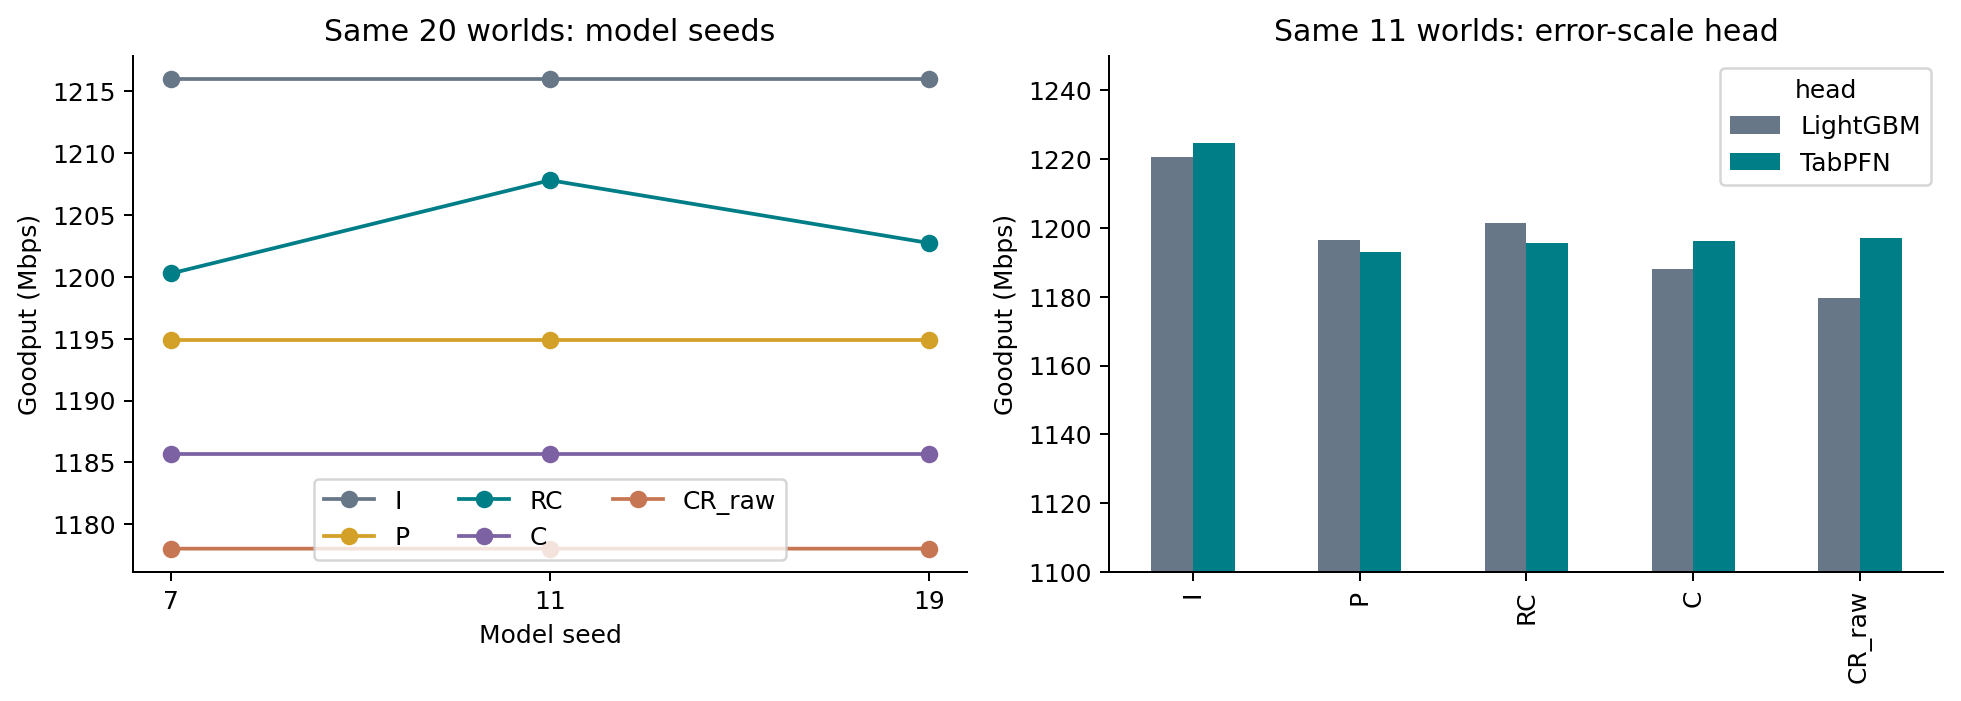 Same 20 worlds: model seeds
Goodput (Mbps)
1215
1210
1205
1200
1195
1190
1185
1180
I
P
RC
C
CR_raw
7
11
19
Model seed
Same 11 worlds: error-scale head
Goodput (Mbps)
1240
1220
1200
1180
1160
1140
1120
1100
head
LightGBM
TabPFN
I
P
RC
C
CR_raw